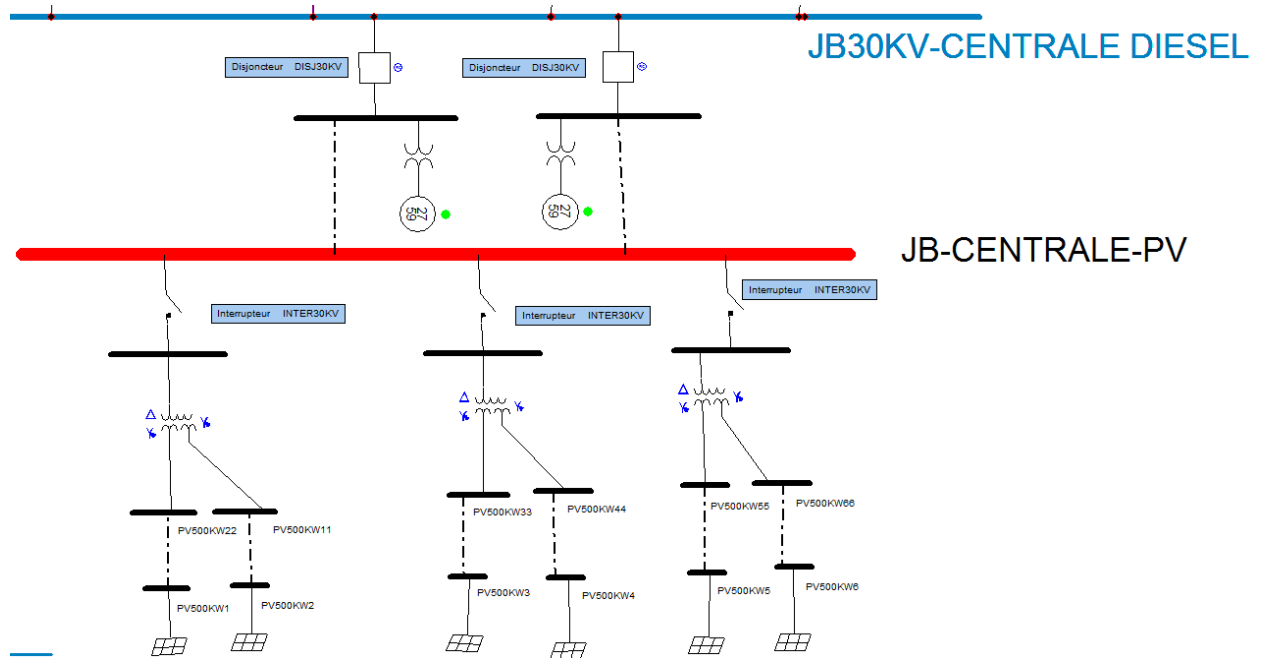 JB30KV-CENTRALE DIESEL
Disjoncteur DISJ30KV
Disjoncteur DISJ30KV
27
59
27
59
JB-CENTRALE-PV
Interrupteur INTER30KV
Interrupteur INTER30KV
Interrupteur INTER30KV
PV500KW22
PV500KW11
PV500KW33
PV500KW44
PV500KW55
PV500KW66
PV500KW1
PV500KW2
PV500KW3
PV500KW4
PV500KW5
PV500KW6